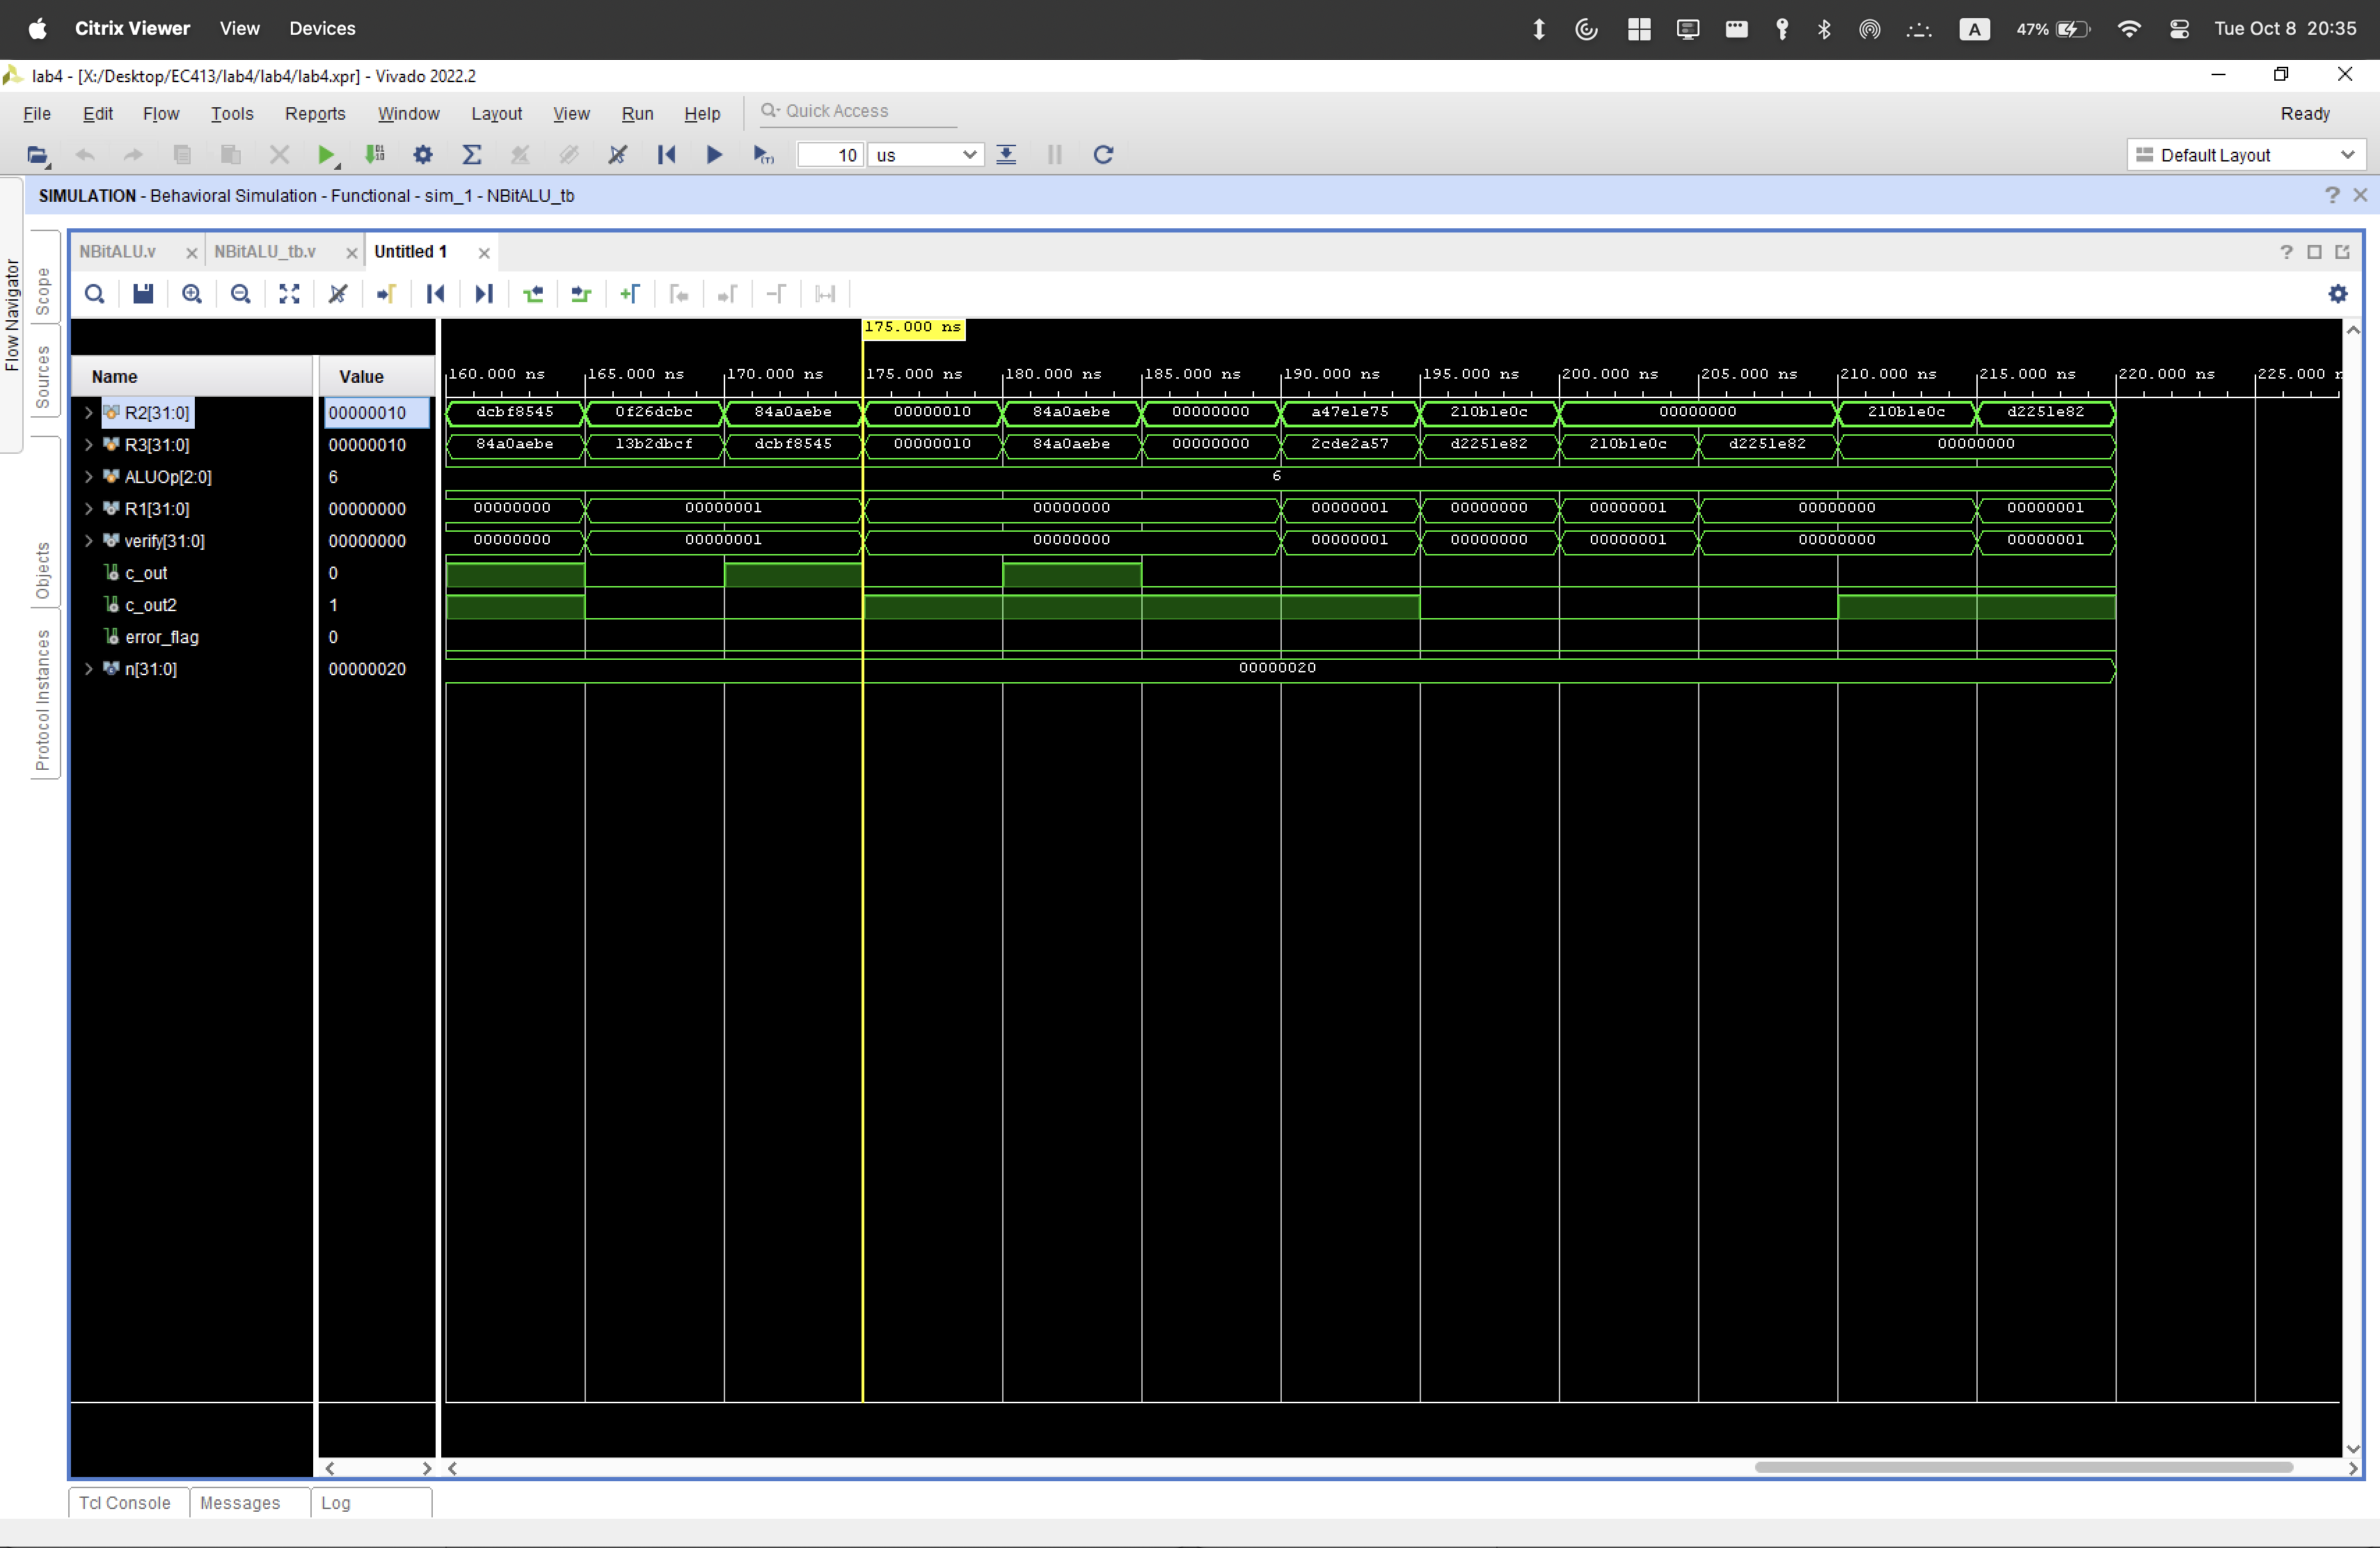 Citrix Viewer View Devices A 47% Tue Oct 8 20:35
lab4 - [X:/Desktop/EC413/lab4/lab4/lab4.xpr] - Vivado 2022.2
File Edit Flow Tools Reports Window Layout View Run Help Quick Access Ready
10 us Default Layout
SIMULATION - Behavioral Simulation - Functional - sim_1 - NBitALU_tb
Flow Navigator
Scope
Sources
Objects
Protocol Instances
NBitALU.v NBitALU_tb.v Untitled 1
175.000 ns
Name Value 160.000 ns 165.000 ns 170.000 ns 175.000 ns 180.000 ns 185.000 ns 190.000 ns 195.000 ns 200.000 ns 205.000 ns 210.000 ns 215.000 ns 220.000 ns 225.000 n
R2[31:0] 00000010 dcbf8545 0f26dcbc 84a0aebe 00000010 84a0aebe 00000000 a47e1e75 210b1e0c 00000000 210b1e0c d2251e82
R3[31:0] 00000010 84a0aebe 13b2dbcf dcbf8545 00000010 84a0aebe 00000000 2cde2a57 d2251e82 210b1e0c d2251e82 00000000
ALUOp[2:0] 6 6
R1[31:0] 00000000 00000000 00000001 00000000 00000001 00000000 00000001 00000000 00000001
verify[31:0] 00000000 00000000 00000001 00000000 00000001 00000000 00000001 00000000 00000001
c_out 0
c_out2 1
error_flag 0
n[31:0] 00000020 00000020
Tcl Console Messages Log